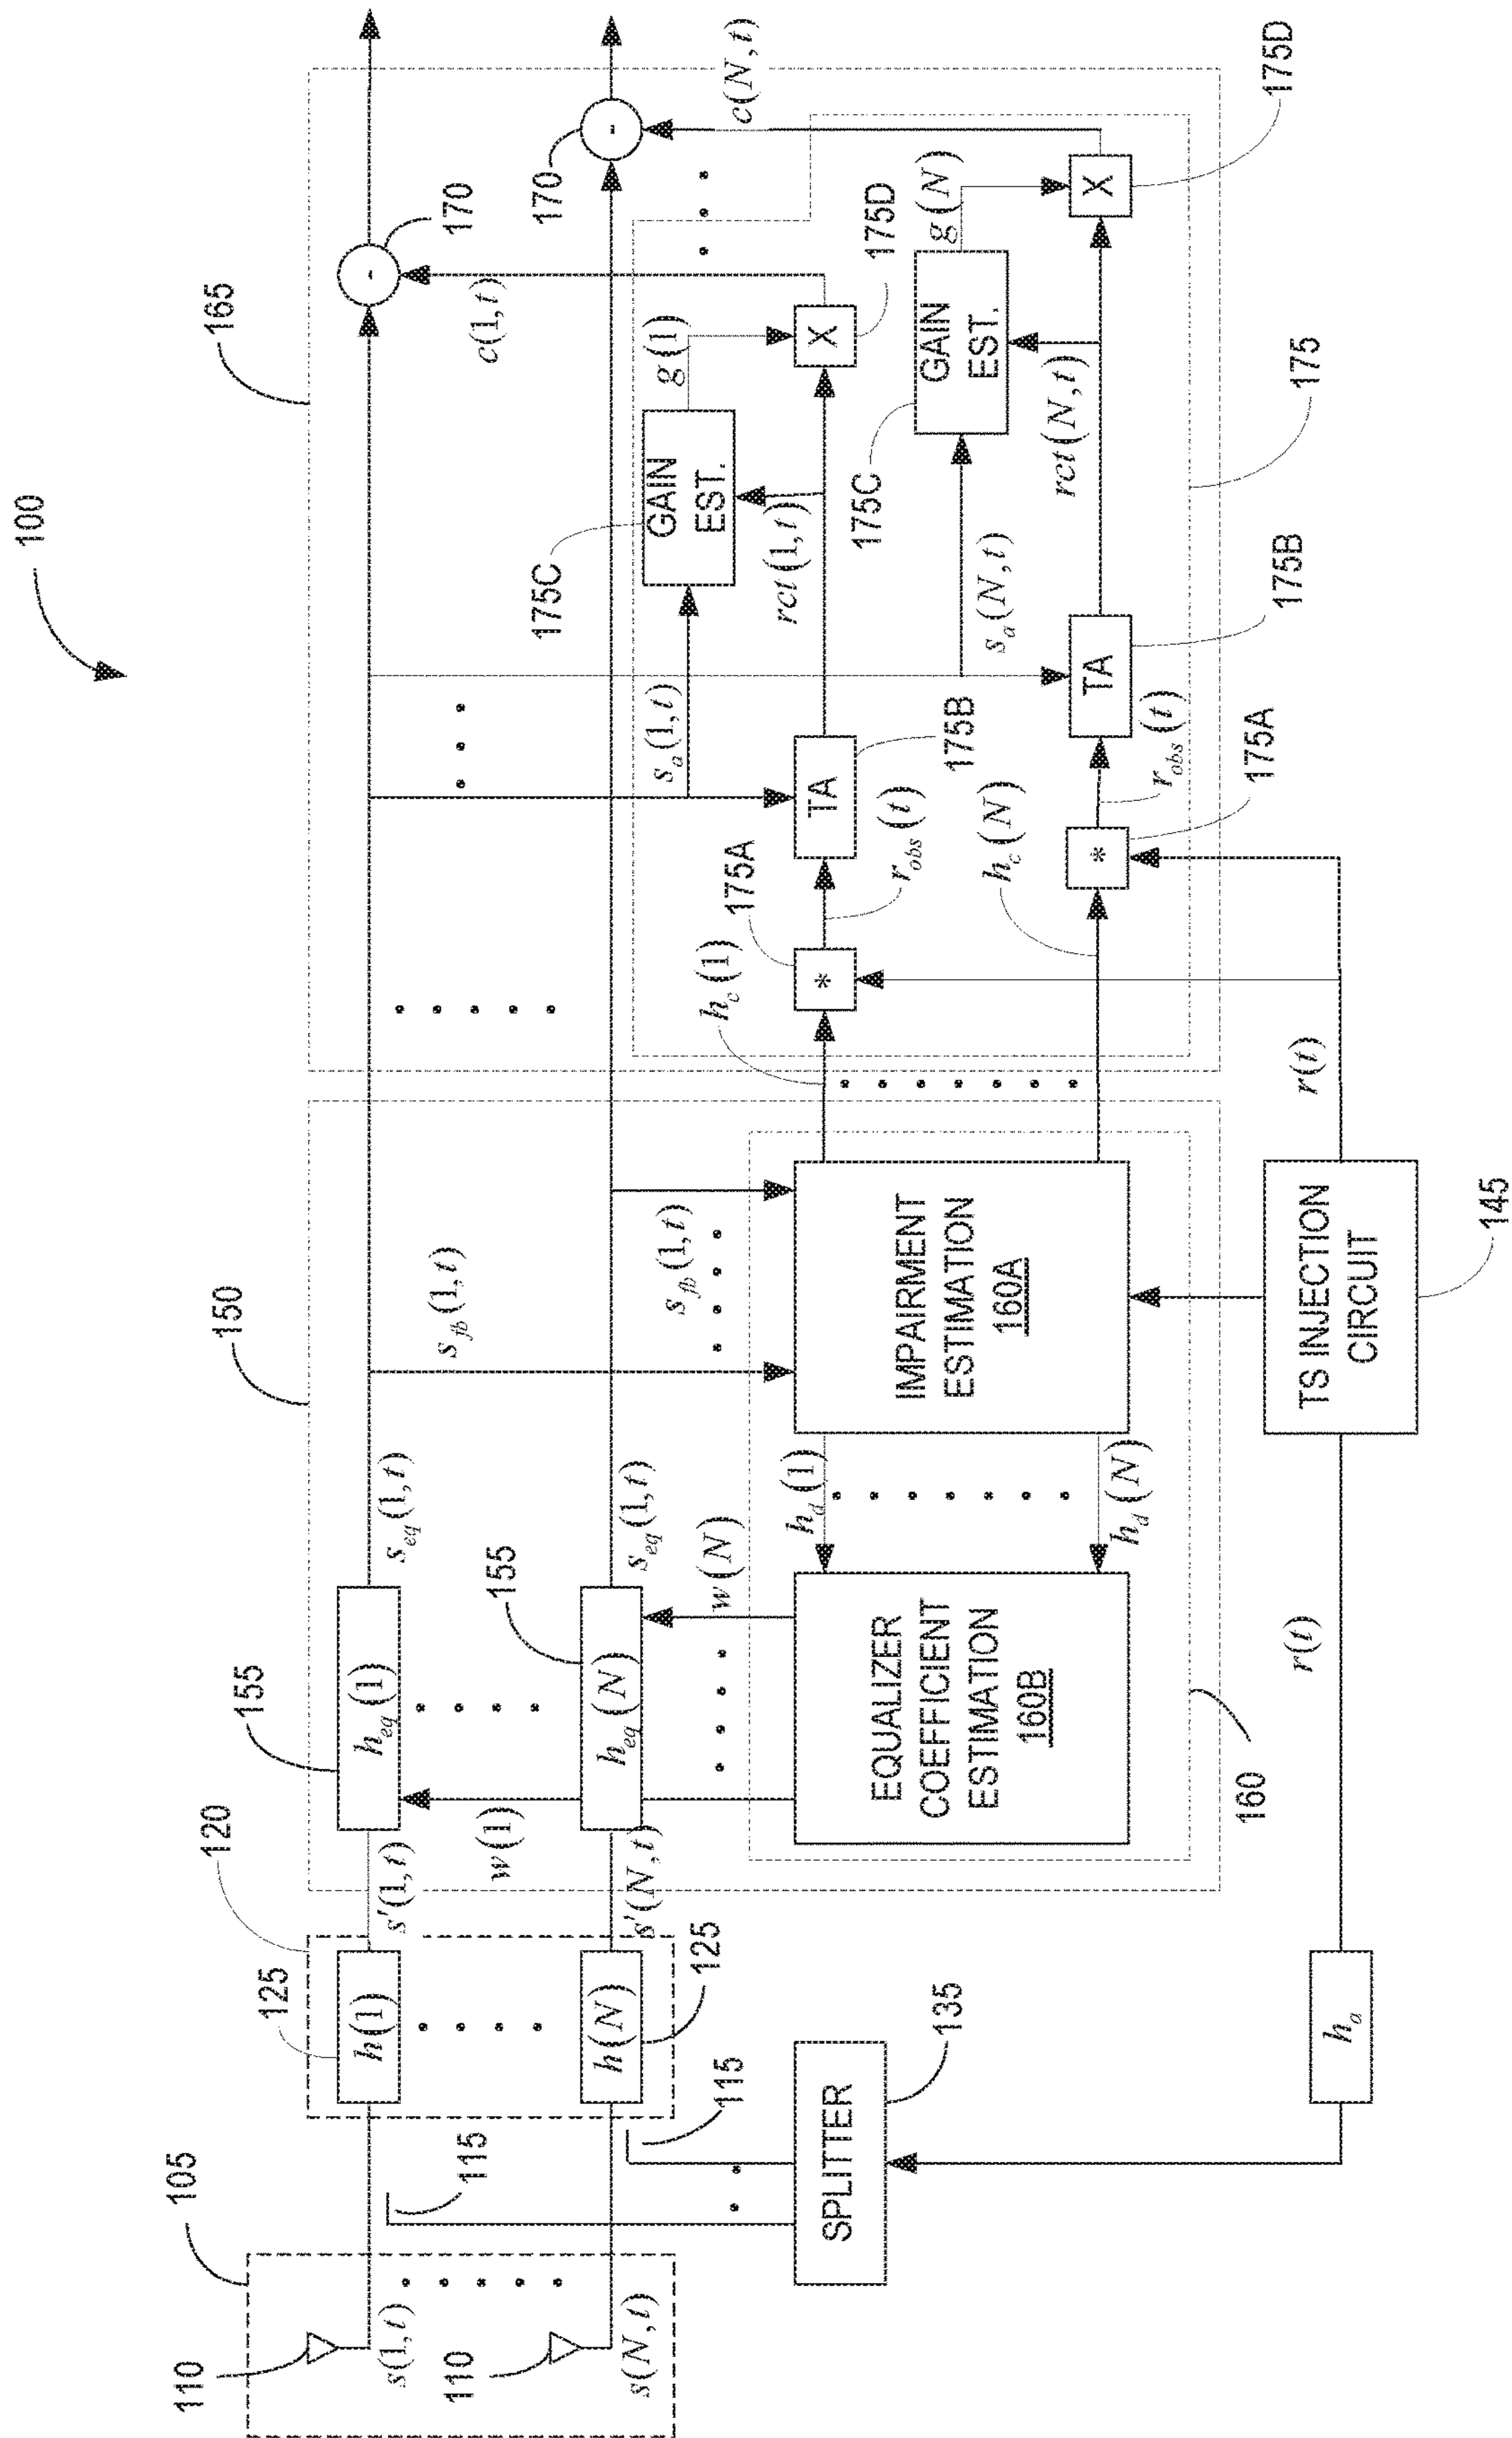 100
105
110
s(1,t)
110
s(N,t)
115
115
SPLITTER
135
120
125
h(1)
h(N)
125
s'(1,t)
s'(N,t)
h_a
150
155
h_eq(1)
155
h_eq(N)
w(1)
w(N)
s_eq(1,t)
s_eq(1,t)
EQUALIZER
COEFFICIENT
ESTIMATION
160B
160
h_d(1)
h_d(N)
s_fb(1,t)
s_fb(1,t)
IMPAIRMENT
ESTIMATION
160A
r(t)
TS INJECTION
CIRCUIT
145
r(t)
165
h_c(1)
175A
*
r_obs(t)
h_c(N)
*
175A
r_obs(t)
s_a(1,t)
TA
175B
s_a(N,t)
TA
175B
175C
GAIN
EST.
rct(1,t)
g(1)
X
175D
175C
GAIN
EST.
rct(N,t)
g(N)
X
175D
175
c(1,t)
-
170
c(N,t)
-
170